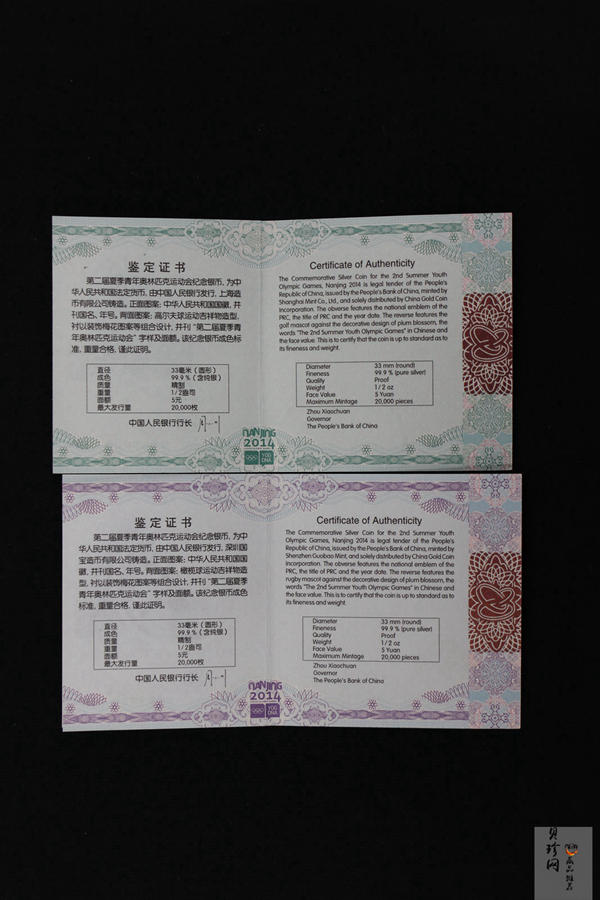 鉴定证书
第二届夏季青年奥林匹克运动会纪念银币，为中
华人民共和国法定货币，由中国人民银行发行，上海造
币有限公司铸造。正面图案：中华人民共和国国徽，并
刊国名、年号。背面图案：高尔夫球运动吉祥物造型，
衬以装饰梅花图案等组合设计，并刊“第二届夏季青
年奥林匹克运动会”字样及面额。该纪念银币成色标
准，重量合格，谨此证明。
直径 33毫米（圆形）
成色 99.9％（含纯银）
质量 精制
重量 1/2盎司
面额 5元
最大发行量 20,000枚
中国人民银行行长
NANJING
2014
YOG
DNA
Certificate of Authenticity
The Commemorative Silver Coin for the 2nd Summer Youth
Olympic Games, Nanjing 2014 is legal tender of the People's
Republic of China, issued by the People's Bank of China, minted by
Shanghai Mint Co., Ltd., and solely distributed by China Gold Coin
Incorporation. The obverse features the national emblem of the
PRC, the title of PRC and the year date. The reverse features the
golf mascot against the decorative design of plum blossom, the
words "The 2nd Summer Youth Olympic Games" in Chinese and
the face value. This is to certify that the coin is up to standard as to
its fineness and weight.
Diameter 33 mm (round)
Fineness 99.9 % (pure silver)
Quality Proof
Weight 1/2 oz
Face Value 5 Yuan
Maximum Mintage 20,000 pieces
Zhou Xiaochuan
Governor
The People's Bank of China
鉴定证书
第二届夏季青年奥林匹克运动会纪念银币，为中
华人民共和国法定货币，由中国人民银行发行，深圳国
宝造币有限公司铸造。正面图案：中华人民共和国国
徽，并刊国名、年号。背面图案：橄榄球运动吉祥物造
型，衬以装饰梅花图案等组合设计，并刊“第二届夏季
青年奥林匹克运动会”字样及面额。该纪念银币成色
标准，重量合格，谨此证明。
直径 33毫米（圆形）
成色 99.9％（含纯银）
质量 精制
重量 1/2盎司
面额 5元
最大发行量 20,000枚
中国人民银行行长
NANJING
2014
YOG
DNA
Certificate of Authenticity
The Commemorative Silver Coin for the 2nd Summer Youth
Olympic Games, Nanjing 2014 is legal tender of the People's
Republic of China, issued by the People's Bank of China, minted by
Shenzhen Guobao Mint, and solely distributed by China Gold Coin
Incorporation. The obverse features the national emblem of the
PRC, the title of PRC and the year date. The reverse features the
rugby mascot against the decorative design of plum blossom, the
words "The 2nd Summer Youth Olympic Games" in Chinese and
the face value. This is to certify that the coin is up to standard as to
its fineness and weight.
Diameter 33 mm (round)
Fineness 99.9 % (pure silver)
Quality Proof
Weight 1/2 oz
Face Value 5 Yuan
Maximum Mintage 20,000 pieces
Zhou Xiaochuan
Governor
The People's Bank of China
贝珍网